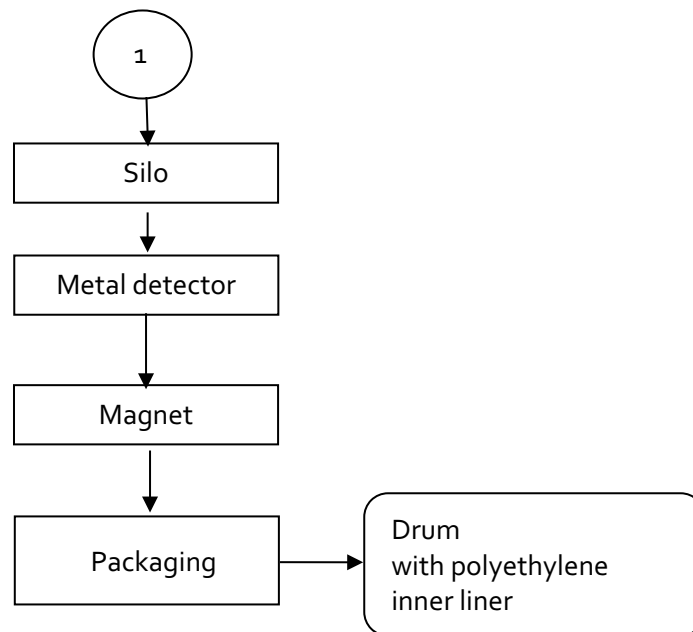 1
Silo
Metal detector
Magnet
Packaging
Drum
with polyethylene
inner liner